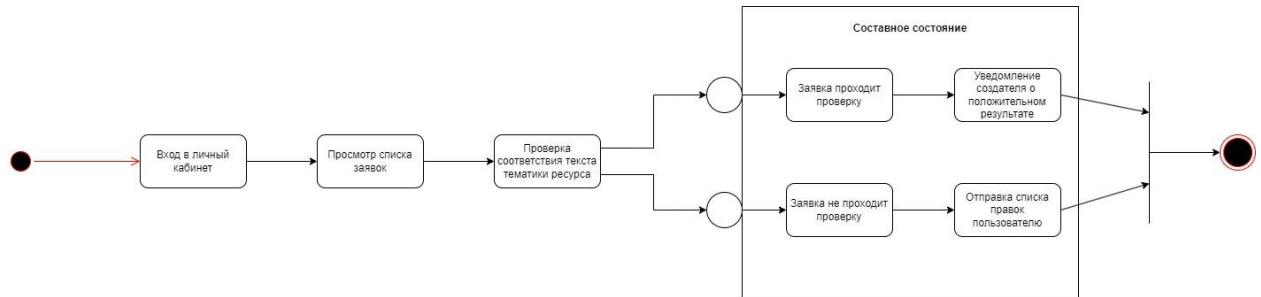 Составное состояние
Заявка проходит
проверку
Уведомление
создателя о
положительном
результате
Вход в личный
кабинет
Просмотр списка
заявок
Проверка
соответствия текста
тематики ресурса
Заявка не проходит
проверку
Отправка списка
правок
пользователю